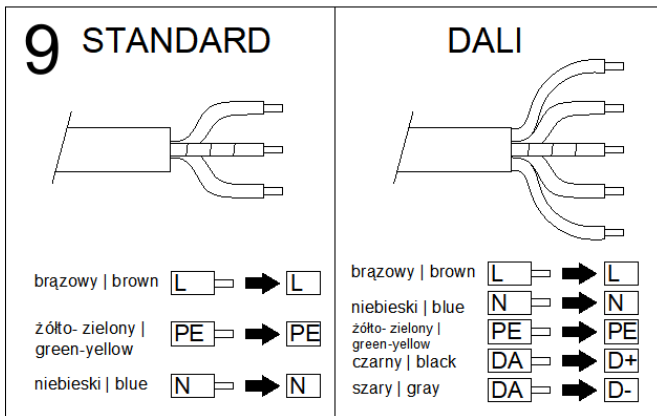 9 STANDARD
brązowy | brown L L
żółto- zielony |
green-yellow PE PE
niebieski | blue N N
DALI
brązowy | brown L L
niebieski | blue N N
żółto- zielony |
green-yellow PE PE
czarny | black DA D+
szary | gray DA D-